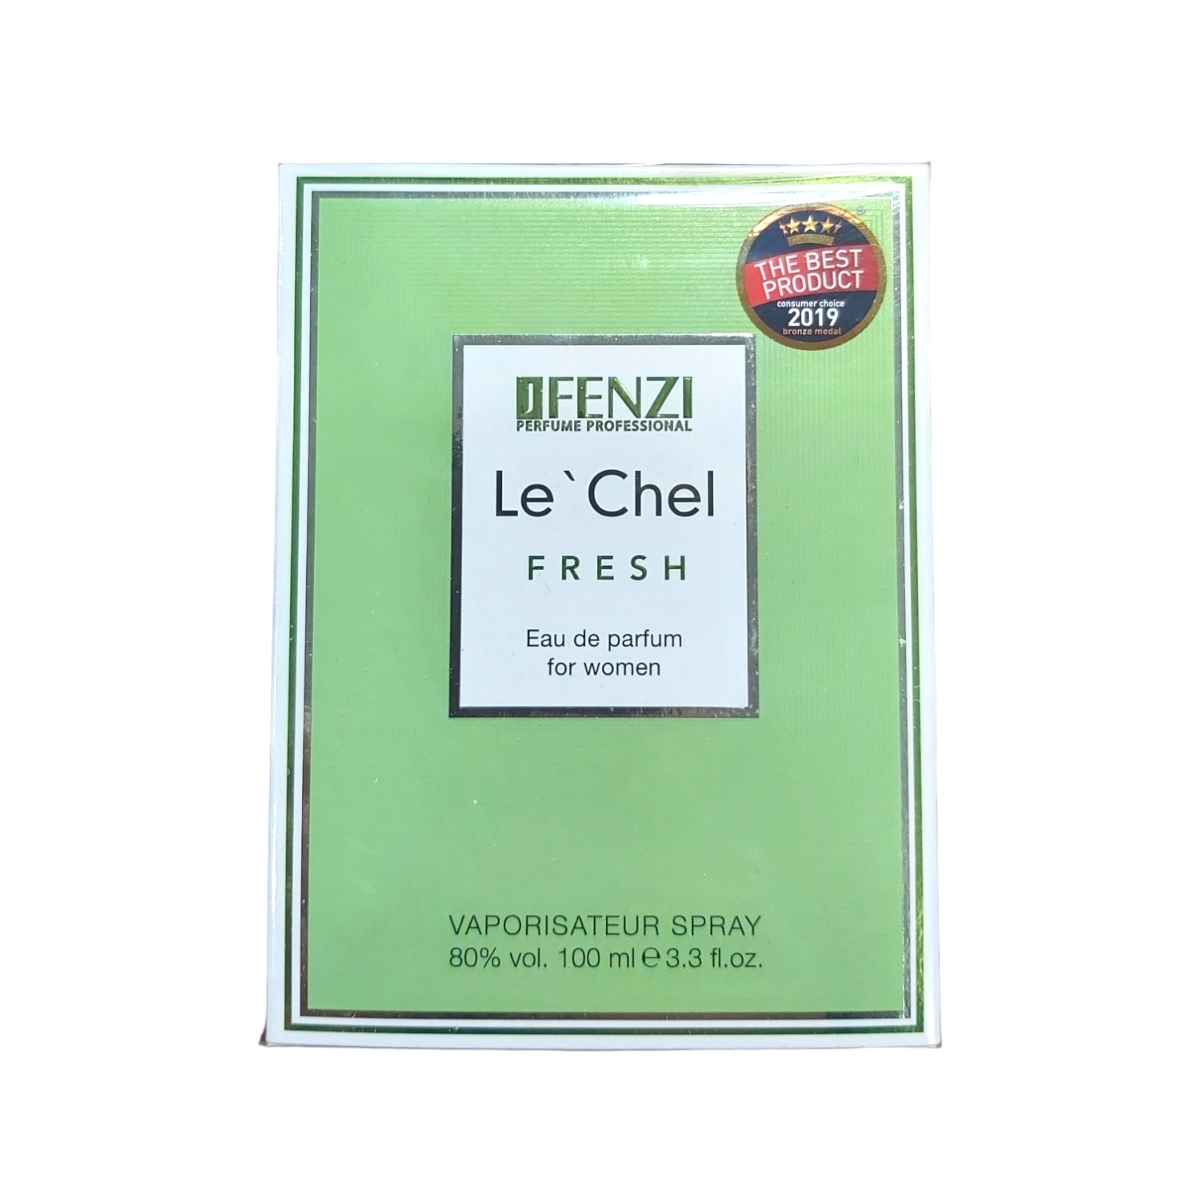 THE BEST
PRODUCT
consumer choice
2019
bronze medal
JFENZI
PERFUME PROFESSIONAL
Le`Chel
FRESH
Eau de parfum
for women
VAPORISATEUR SPRAY
80% vol. 100 ml ℮ 3.3 fl.oz.